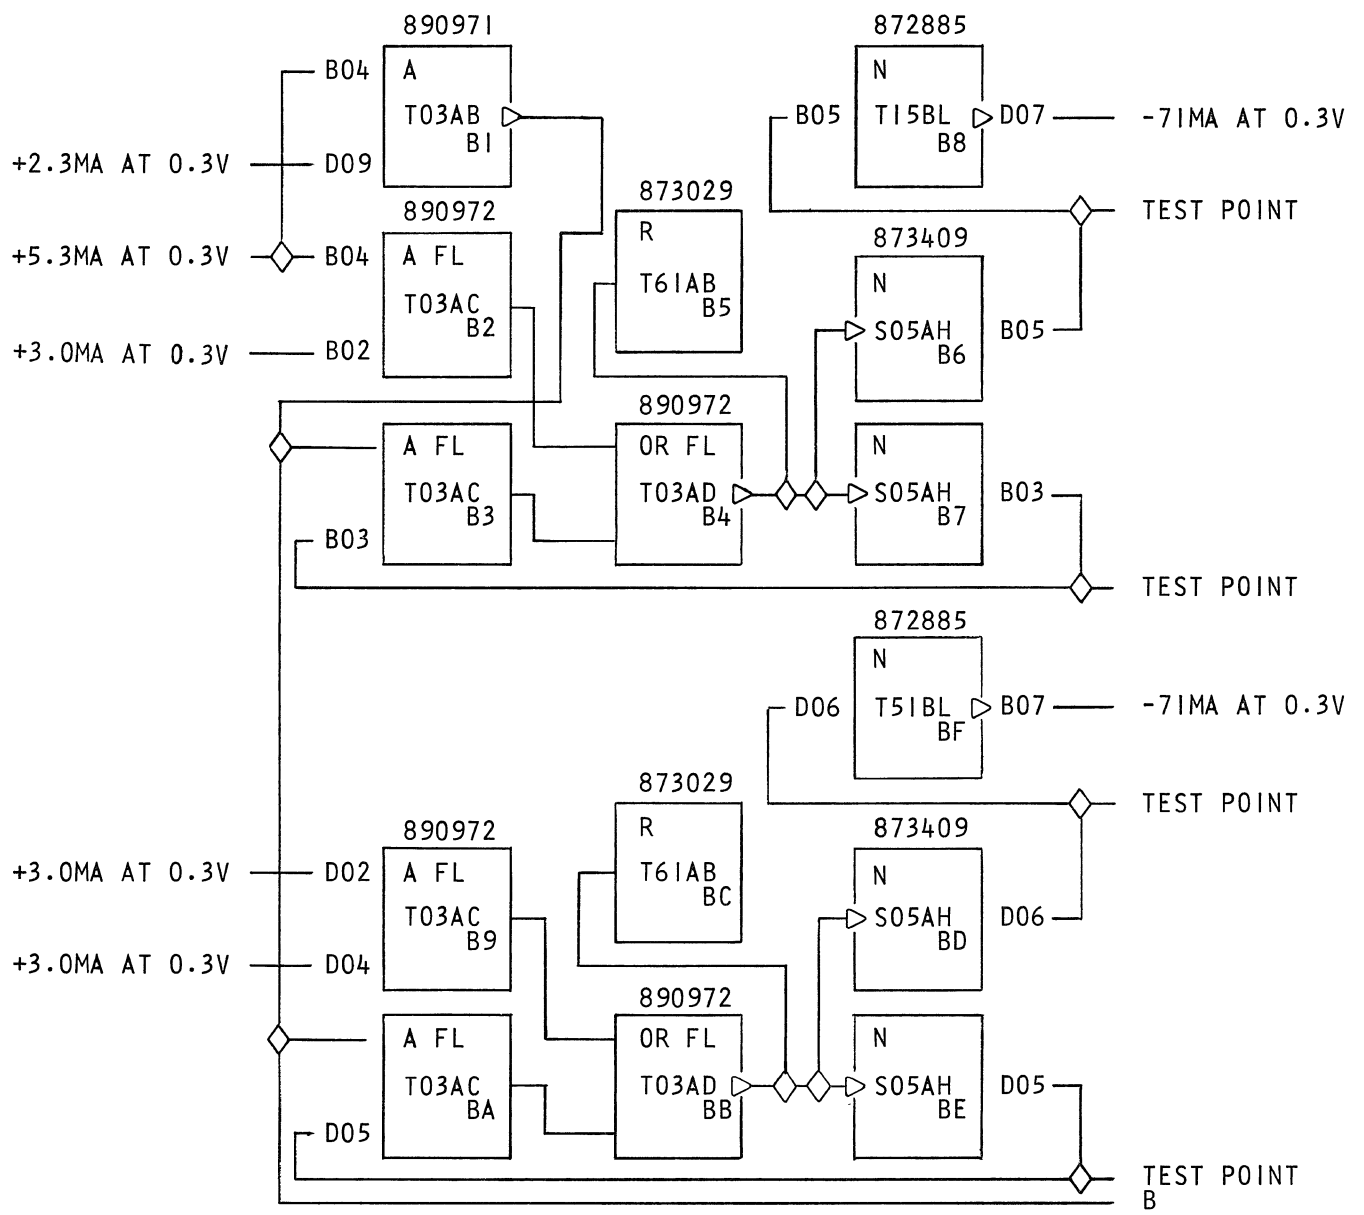 890971
872885
B04
A
N
T03AB
B05
T15BL
D07
-71MA AT 0.3V
B1
B8
+2.3MA AT 0.3V
D09
873029
890972
TEST POINT
R
873409
+5.3MA AT 0.3V
B04
A FL
N
T61AB
T03AC
B5
B2
S05AH
B05
+3.0MA AT 0.3V
B02
B6
890972
A FL
OR FL
N
T03AC
T03AD
S05AH
B03
B3
B4
B7
B03
TEST POINT
872885
N
D06
T51BL
B07
-71MA AT 0.3V
BF
873029
TEST POINT
890972
R
873409
+3.0MA AT 0.3V
D02
A FL
T61AB
N
BC
T03AC
S05AH
D06
B9
BD
+3.0MA AT 0.3V
D04
890972
A FL
OR FL
N
T03AC
T03AD
S05AH
D05
BA
BB
BE
D05
TEST POINT
B